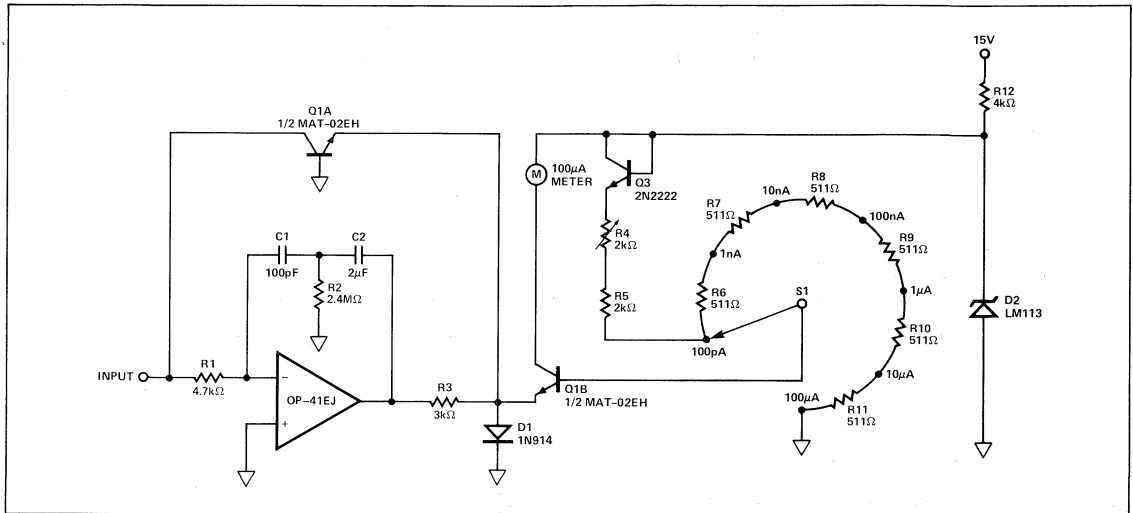 15V
R12
4kΩ
Q1A
1/2 MAT-02EH
M
100μA
METER
Q3
2N2222
R8
511Ω
10nA
R7
511Ω
100nA
R9
511Ω
C1
100pF
C2
2μF
R4
2kΩ
1nA
R2
2.4MΩ
R5
2kΩ
R6
511Ω
S1
1μA
D2
LM113
R10
511Ω
100pA
INPUT
R1
4.7kΩ
−
OP-41EJ
+
R3
3kΩ
Q1B
1/2 MAT-02EH
10μA
100μA
R11
511Ω
D1
1N914